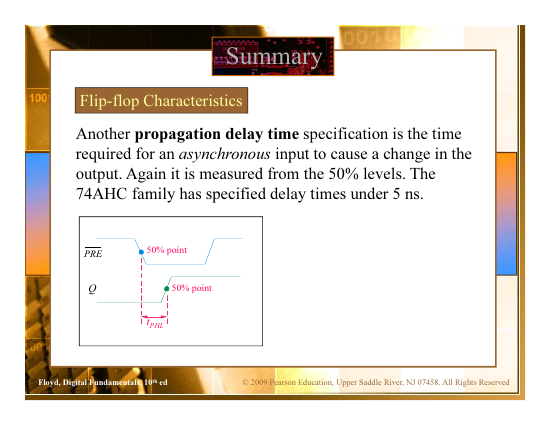 Summary
Flip-flop Characteristics
Another propagation delay time specification is the time
required for an asynchronous input to cause a change in the
output. Again it is measured from the 50% levels. The
74AHC family has specified delay times under 5 ns.
PRE
50% point
Q
50% point
tPHL
Floyd, Digital Fundamentals, 10th ed
© 2009 Pearson Education, Upper Saddle River, NJ 07458. All Rights Reserved